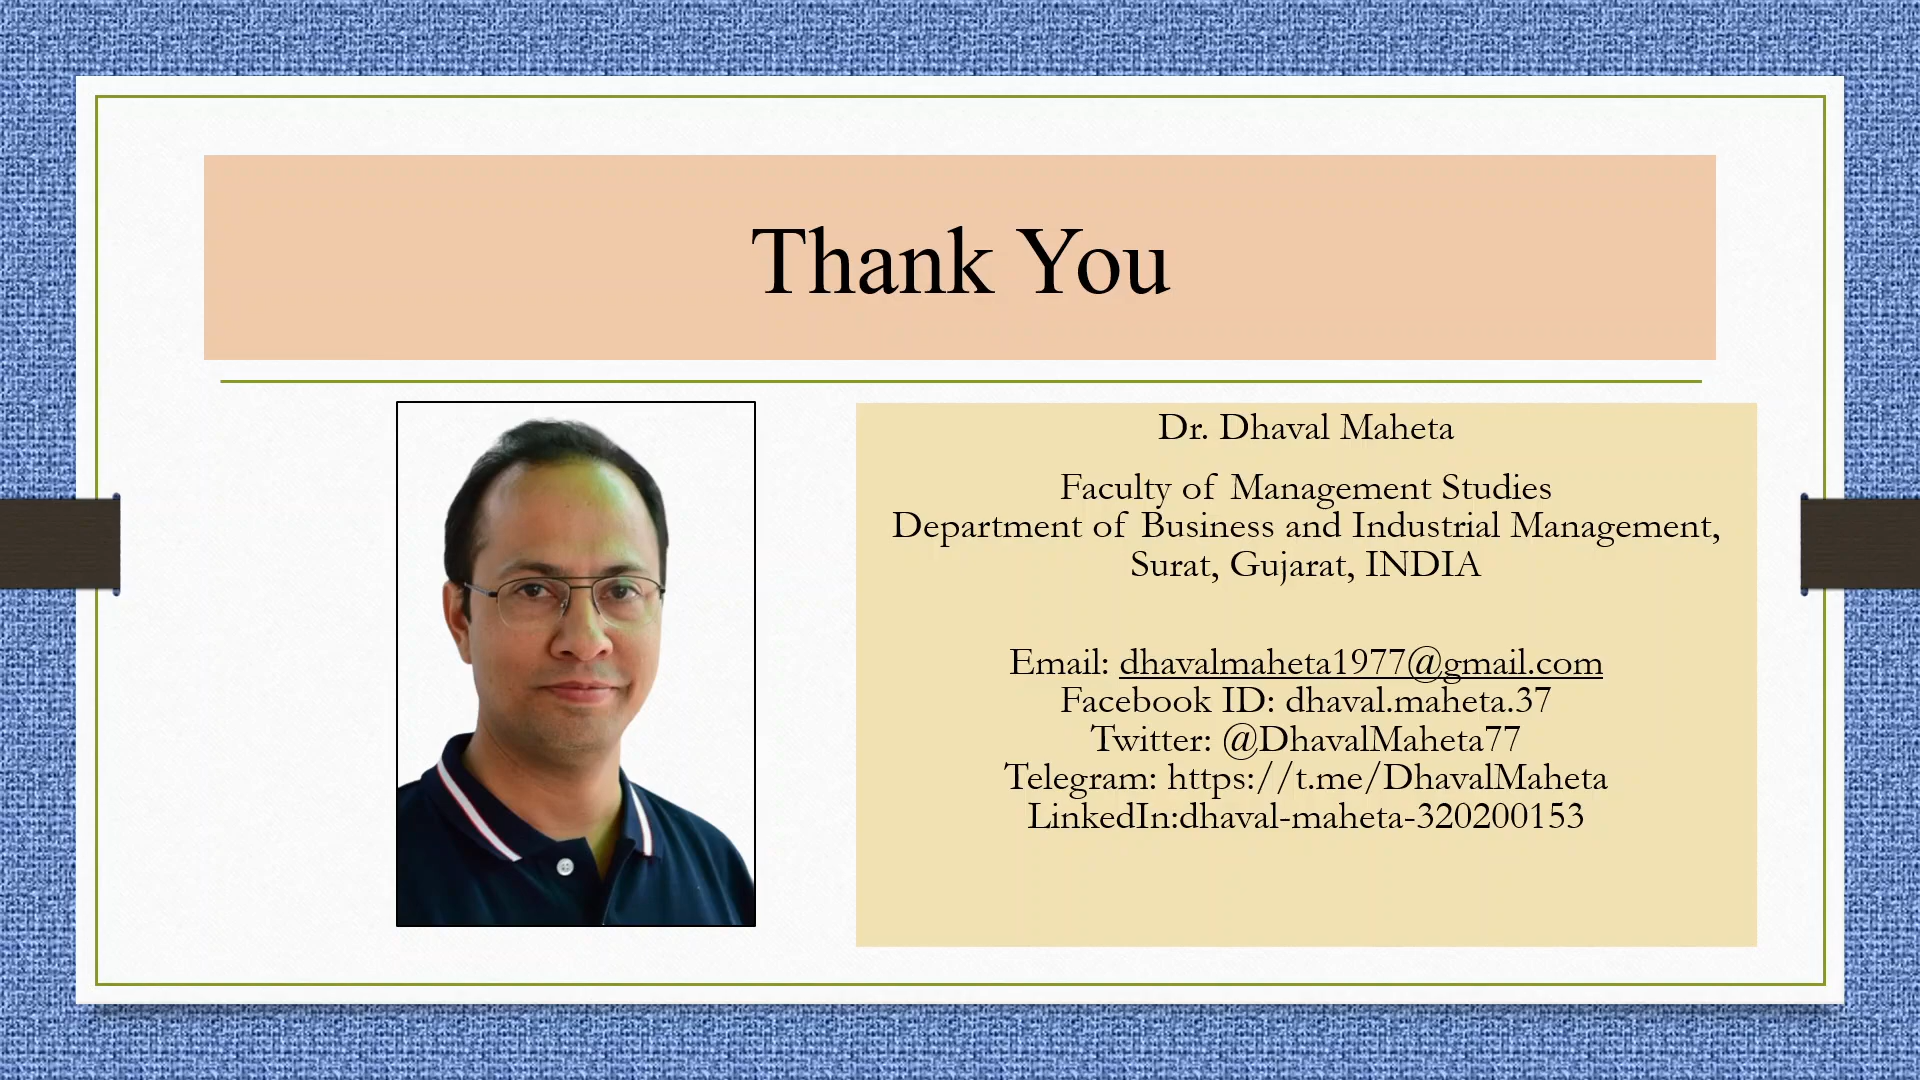 Thank You
Dr. Dhaval Maheta
Faculty of Management Studies
Department of Business and Industrial Management,
Surat, Gujarat, INDIA
Email: dhavalmaheta1977@gmail.com
Facebook ID: dhaval.maheta.37
Twitter: @DhavalMaheta77
Telegram: https://t.me/DhavalMaheta
LinkedIn:dhaval-maheta-320200153